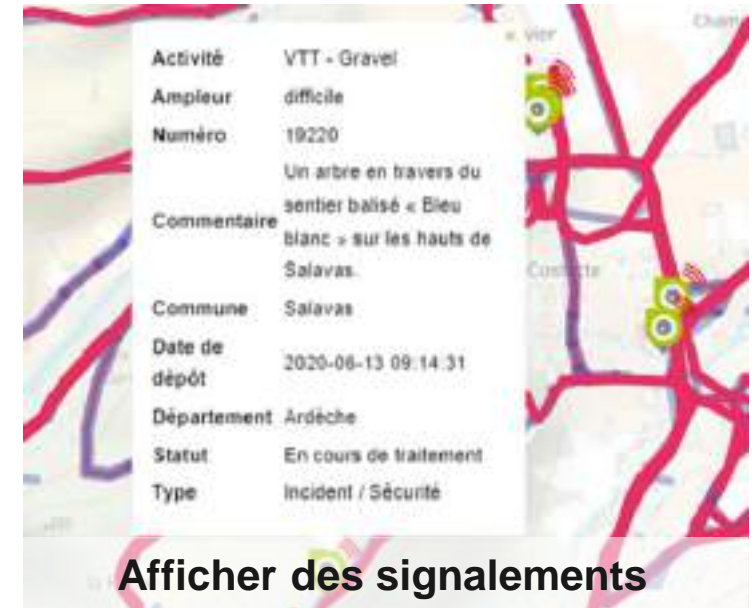 Activité VTT - Gravel
Ampleur difficile
Numéro 19220
Commentaire Un arbre en travers du
sentier balisé « Bleu
blanc » sur les hauts de
Salavas.
Commune Salavas
Date de
dépôt 2020-06-13 09:14:31
Département Ardèche
Statut En cours de traitement
Type Incident / Sécurité
Afficher des signalements